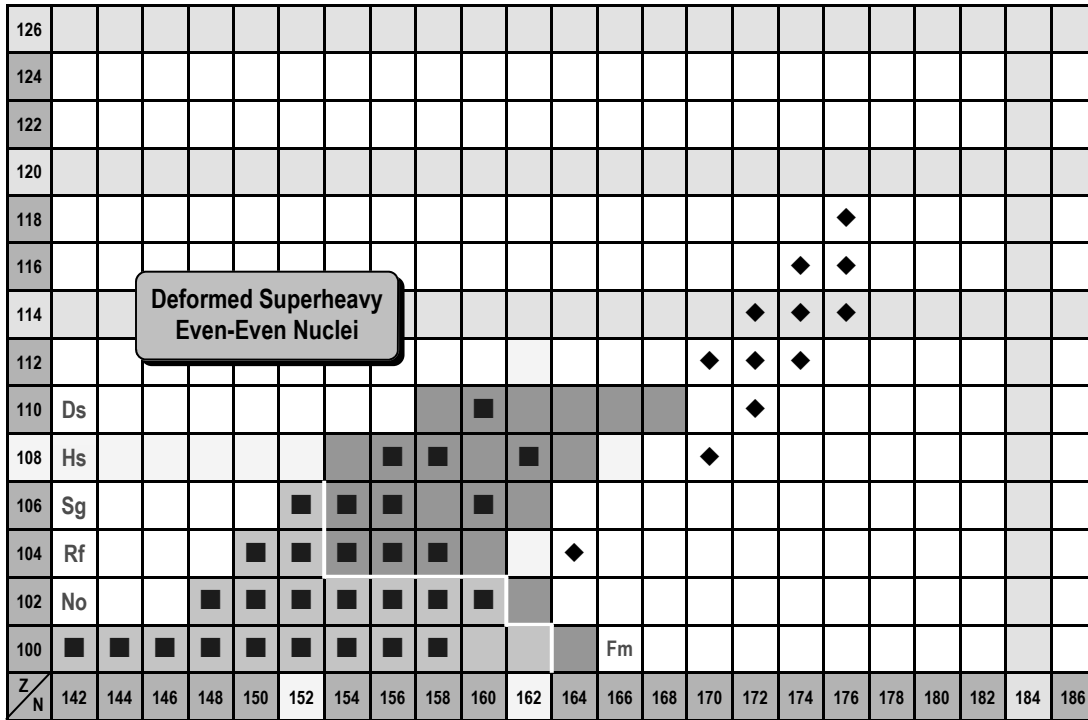 126
124
122
120
118
116
Deformed Superheavy
Even-Even Nuclei
114
112
110 Ds
108 Hs
106 Sg
104 Rf
102 No
100 Fm
Z/N 142 144 146 148 150 152 154 156 158 160 162 164 166 168 170 172 174 176 178 180 182 184 186